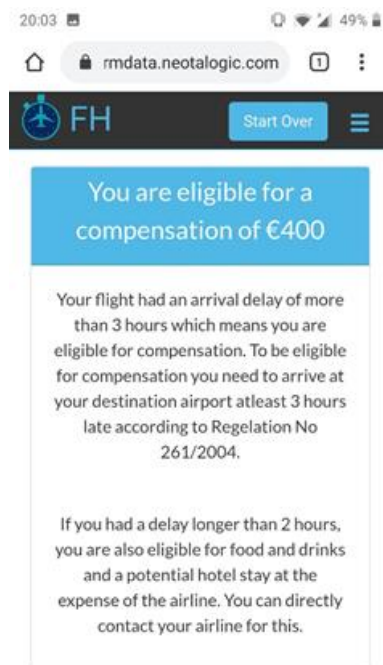 20:03 49%
rmdata.neotalogic.com 1
FH Start Over
You are eligible for a
compensation of €400
Your flight had an arrival delay of more
than 3 hours which means you are
eligible for compensation. To be eligible
for compensation you need to arrive at
your destination airport atleast 3 hours
late according to Regelation No
261/2004.
If you had a delay longer than 2 hours,
you are also eligible for food and drinks
and a potential hotel stay at the
expense of the airline. You can directly
contact your airline for this.